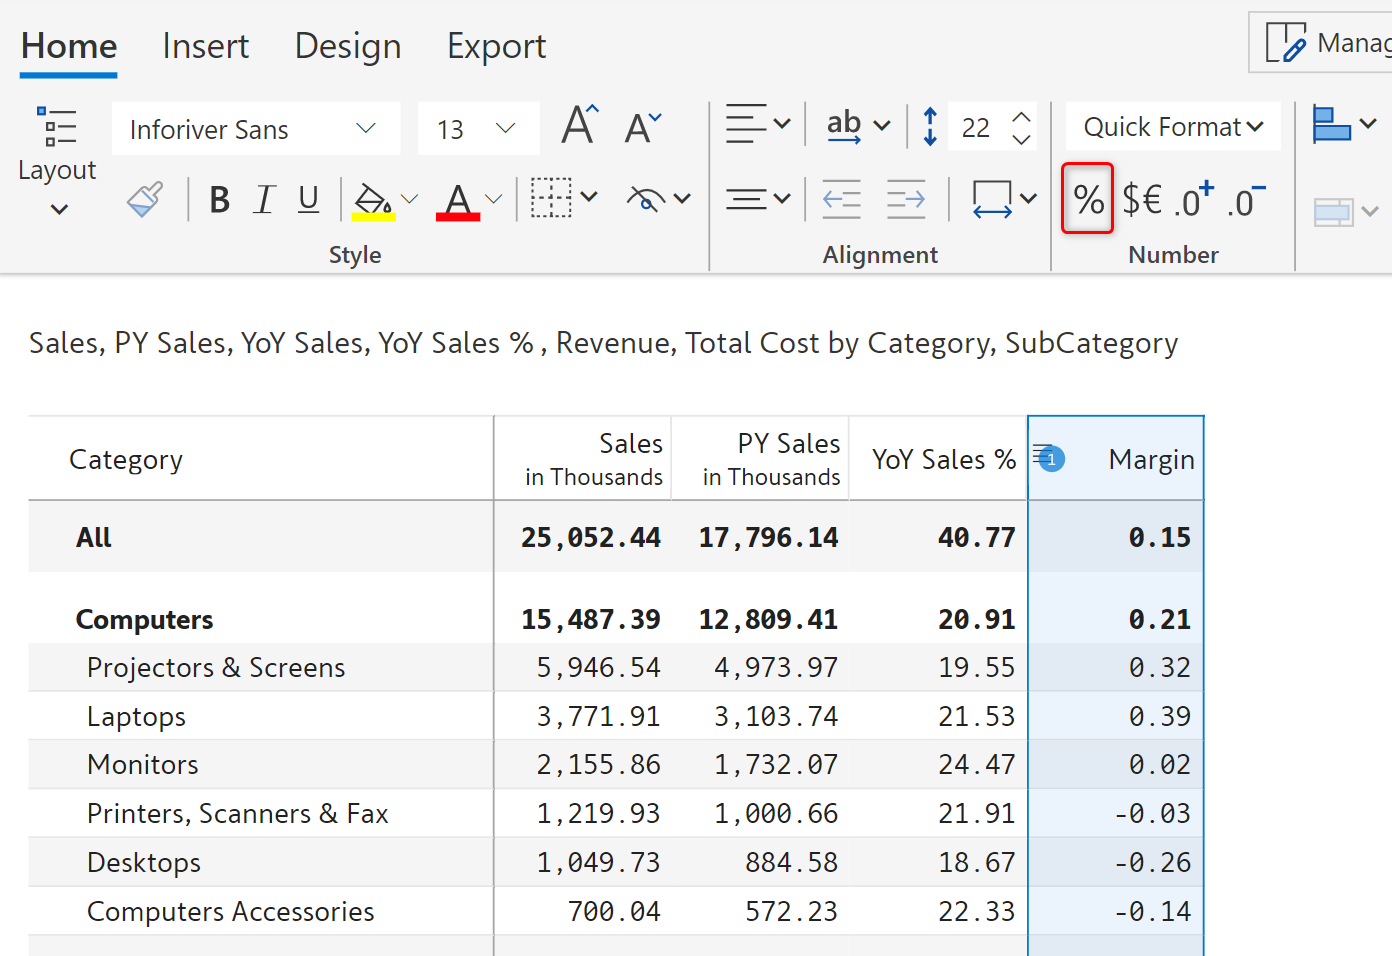 Home Insert Design Export
Manag
Layout
Inforiver Sans 13 A A ab 22 Quick Format
B I U A % $€ .0+ .0-
Style Alignment Number
Sales, PY Sales, YoY Sales, YoY Sales % , Revenue, Total Cost by Category, SubCategory
Category Sales in Thousands PY Sales in Thousands YoY Sales % 1 Margin
All 25,052.44 17,796.14 40.77 0.15
Computers 15,487.39 12,809.41 20.91 0.21
Projectors & Screens 5,946.54 4,973.97 19.55 0.32
Laptops 3,771.91 3,103.74 21.53 0.39
Monitors 2,155.86 1,732.07 24.47 0.02
Printers, Scanners & Fax 1,219.93 1,000.66 21.91 -0.03
Desktops 1,049.73 884.58 18.67 -0.26
Computers Accessories 700.04 572.23 22.33 -0.14